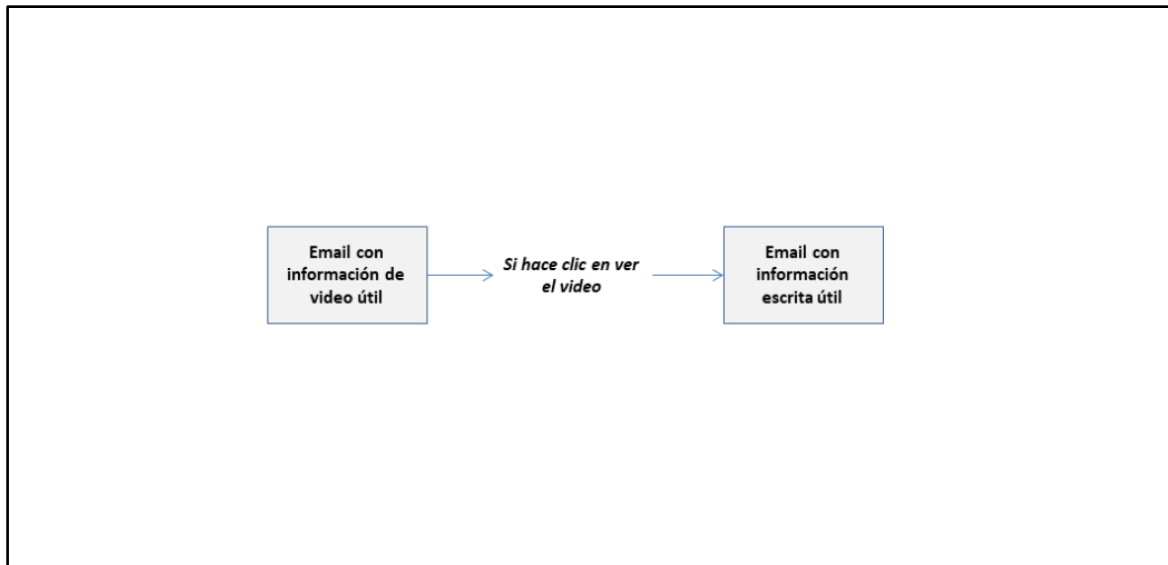 Email con
información de
video útil
Si hace clic en ver
el video
Email con
información
escrita útil